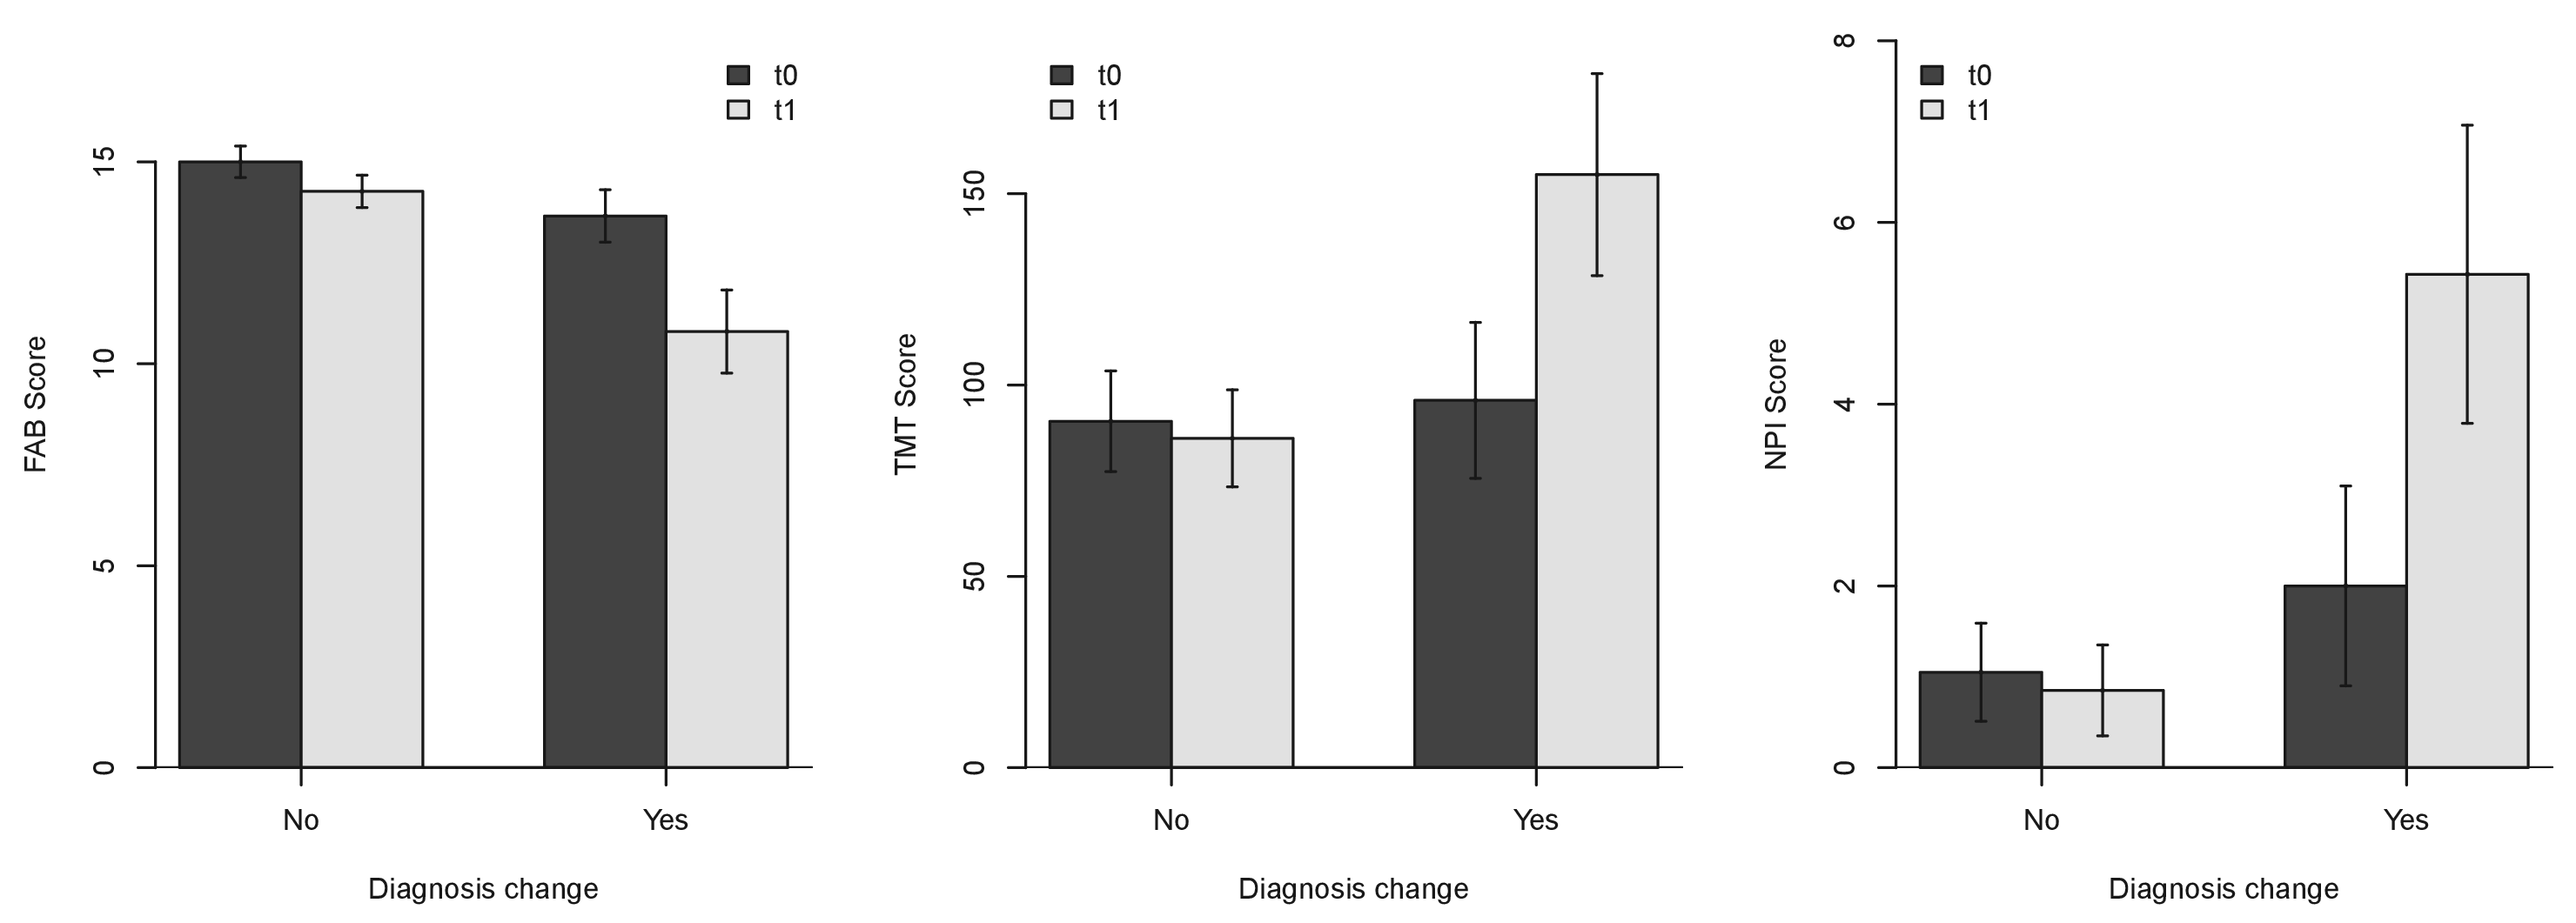 t0
t1
15
10
5
0
FAB Score
No
Yes
Diagnosis change
t0
t1
150
100
50
0
TMT Score
No
Yes
Diagnosis change
t0
t1
8
6
4
2
0
NPI Score
No
Yes
Diagnosis change